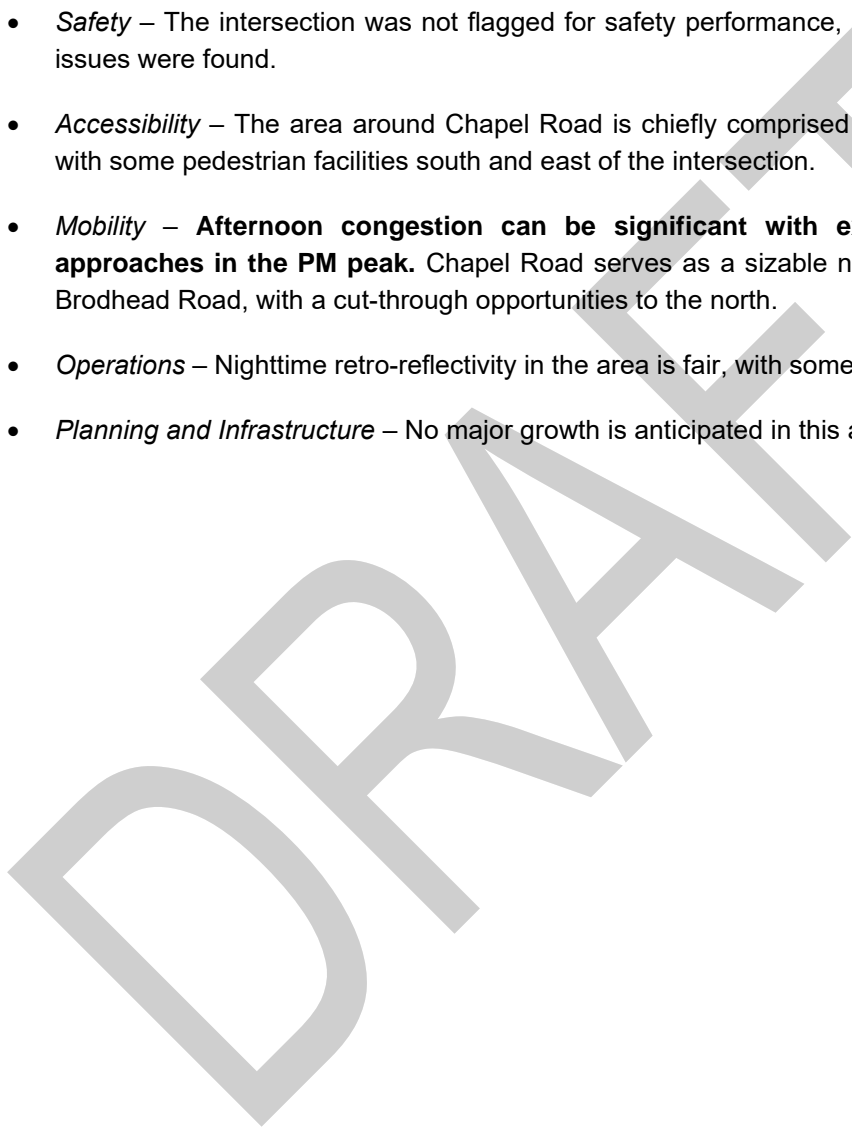 • Safety – The intersection was not flagged for safety performance,
issues were found.
• Accessibility – The area around Chapel Road is chiefly comprised
with some pedestrian facilities south and east of the intersection.
• Mobility – Afternoon congestion can be significant with
approaches in the PM peak. Chapel Road serves as a sizable
Brodhead Road, with a cut-through opportunities to the north.
• Operations – Nighttime retro-reflectivity in the area is fair, with some
• Planning and Infrastructure – No major growth is anticipated in this
DRAFT